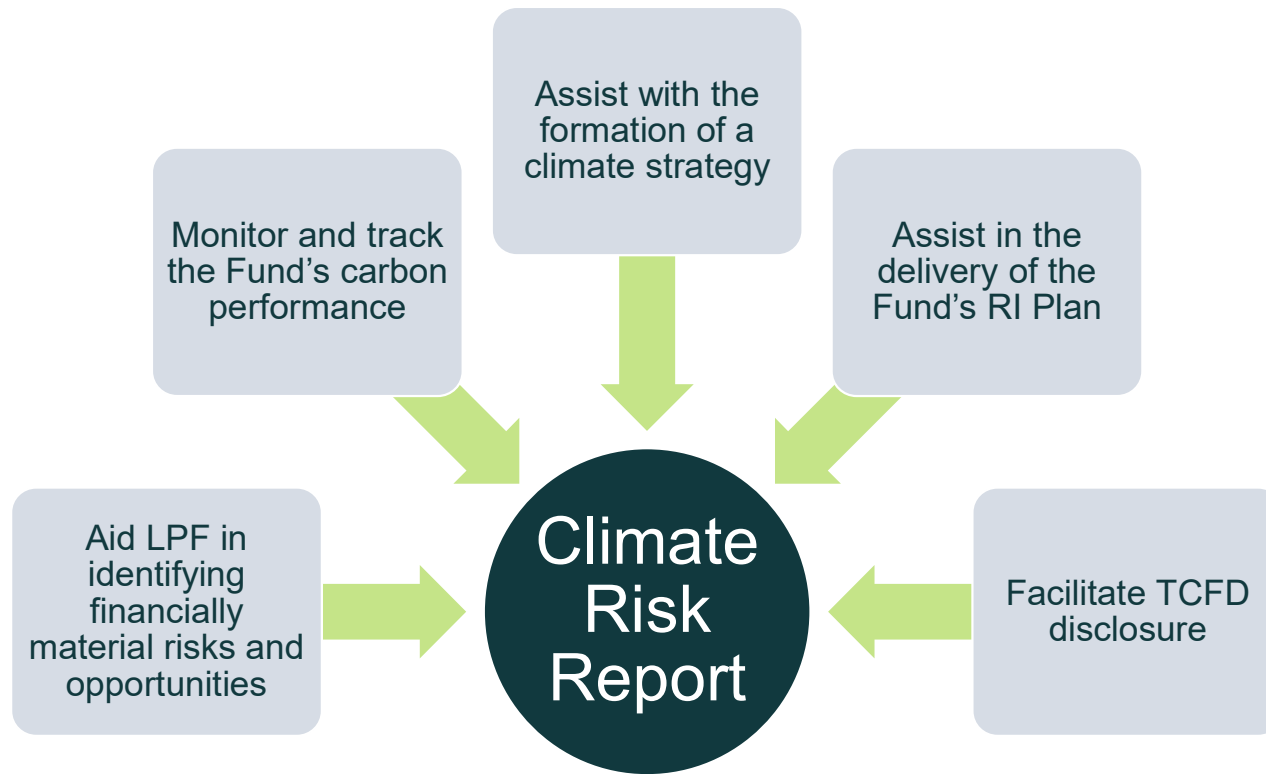 Assist with the
formation of a
climate strategy
Monitor and track
the Fund’s carbon
performance
Assist in the
delivery of the
Fund’s RI Plan
Aid LPF in
identifying
financially
material risks and
opportunities
Climate
Risk
Report
Facilitate TCFD
disclosure